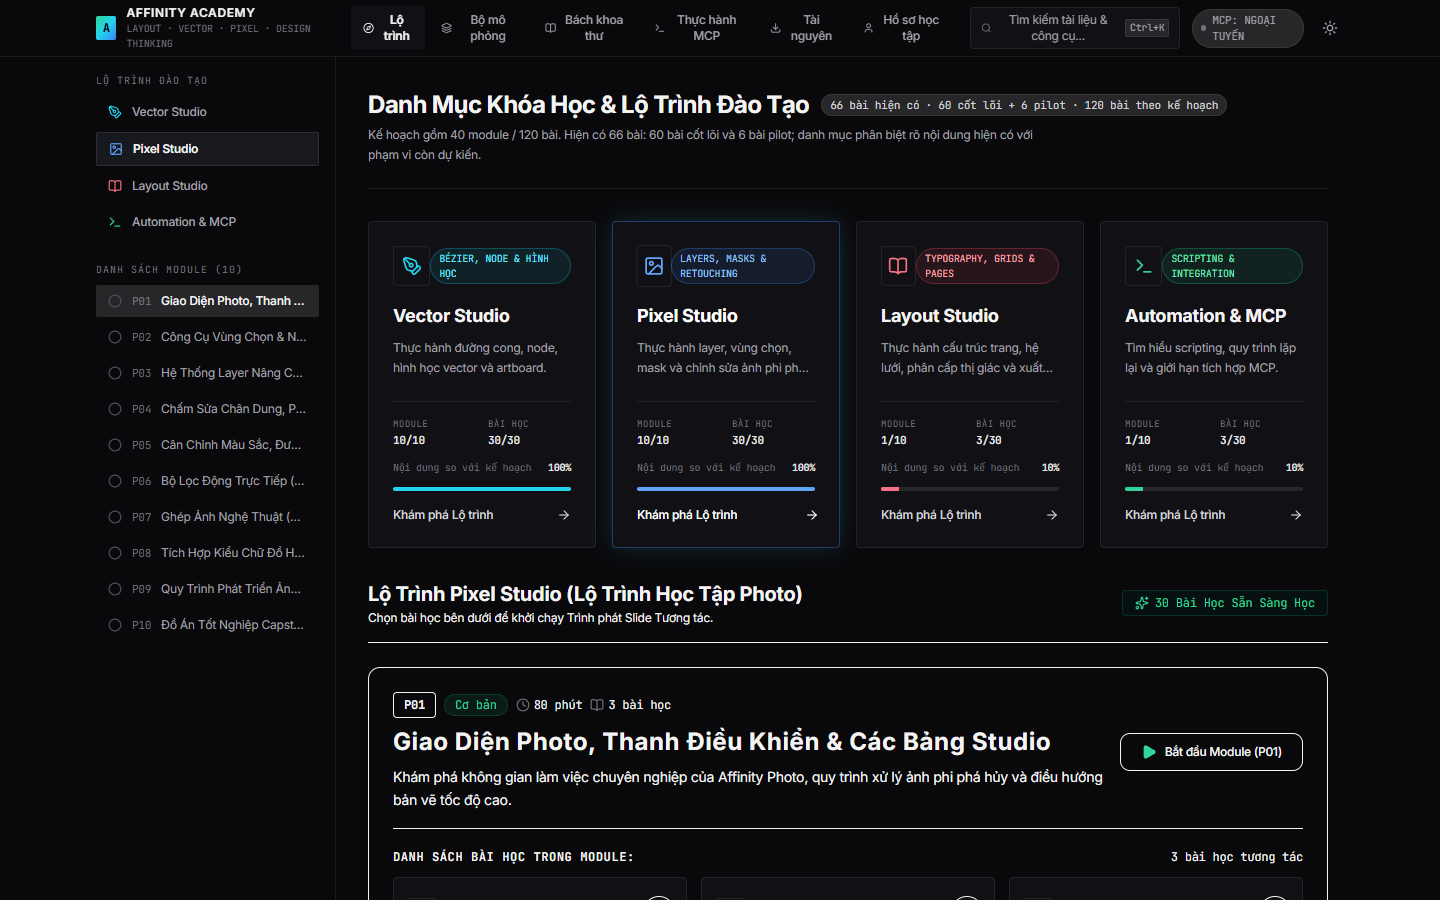 AFFINITY ACADEMY
LAYOUT · VECTOR · PIXEL · DESIGN
THINKING
Lộ
trình
Bộ mô
phỏng
Bách khoa
thư
Thực hành
MCP
Tài
nguyên
Hồ sơ học
tập
Tìm kiếm tài liệu &
công cụ...
Ctrl+K
MCP: NGOẠI
TUYẾN
LỘ TRÌNH ĐÀO TẠO
Vector Studio
Pixel Studio
Layout Studio
Automation & MCP
DANH SÁCH MODULE (10)
P01 Giao Diện Photo, Thanh ...
P02 Công Cụ Vùng Chọn & N...
P03 Hệ Thống Layer Nâng C...
P04 Chấm Sửa Chân Dung, P...
P05 Cân Chỉnh Màu Sắc, Đư...
P06 Bộ Lọc Động Trực Tiếp (...
P07 Ghép Ảnh Nghệ Thuật (...
P08 Tích Hợp Kiểu Chữ Đồ H...
P09 Quy Trình Phát Triển Ản...
P10 Đồ Án Tốt Nghiệp Capst...
Danh Mục Khóa Học & Lộ Trình Đào Tạo
66 bài hiện có · 60 cốt lõi + 6 pilot · 120 bài theo kế hoạch
Kế hoạch gồm 40 module / 120 bài. Hiện có 66 bài: 60 bài cốt lõi và 6 bài pilot; danh mục phân biệt rõ nội dung hiện có với
phạm vi còn dự kiến.
BÉZIER, NODE & HÌNH
HỌC
Vector Studio
Thực hành đường cong, node,
hình học vector và artboard.
MODULE
BÀI HỌC
10/10
30/30
Nội dung so với kế hoạch 100%
Khám phá Lộ trình
LAYERS, MASKS &
RETOUCHING
Pixel Studio
Thực hành layer, vùng chọn,
mask và chỉnh sửa ảnh phi ph...
MODULE
BÀI HỌC
10/10
30/30
Nội dung so với kế hoạch 100%
Khám phá Lộ trình
TYPOGRAPHY, GRIDS &
PAGES
Layout Studio
Thực hành cấu trúc trang, hệ
lưới, phân cấp thị giác và xuất...
MODULE
BÀI HỌC
1/10
3/30
Nội dung so với kế hoạch 10%
Khám phá Lộ trình
SCRIPTING &
INTEGRATION
Automation & MCP
Tìm hiểu scripting, quy trình lặp
lại và giới hạn tích hợp MCP.
MODULE
BÀI HỌC
1/10
3/30
Nội dung so với kế hoạch 10%
Khám phá Lộ trình
Lộ Trình Pixel Studio (Lộ Trình Học Tập Photo)
Chọn bài học bên dưới để khởi chạy Trình phát Slide Tương tác.
30 Bài Học Sẵn Sàng Học
P01
Cơ bản
80 phút
3 bài học
Giao Diện Photo, Thanh Điều Khiển & Các Bảng Studio
Khám phá không gian làm việc chuyên nghiệp của Affinity Photo, quy trình xử lý ảnh phi phá hủy và điều hướng
bản vẽ tốc độ cao.
Bắt đầu Module (P01)
DANH SÁCH BÀI HỌC TRONG MODULE:
3 bài học tương tác